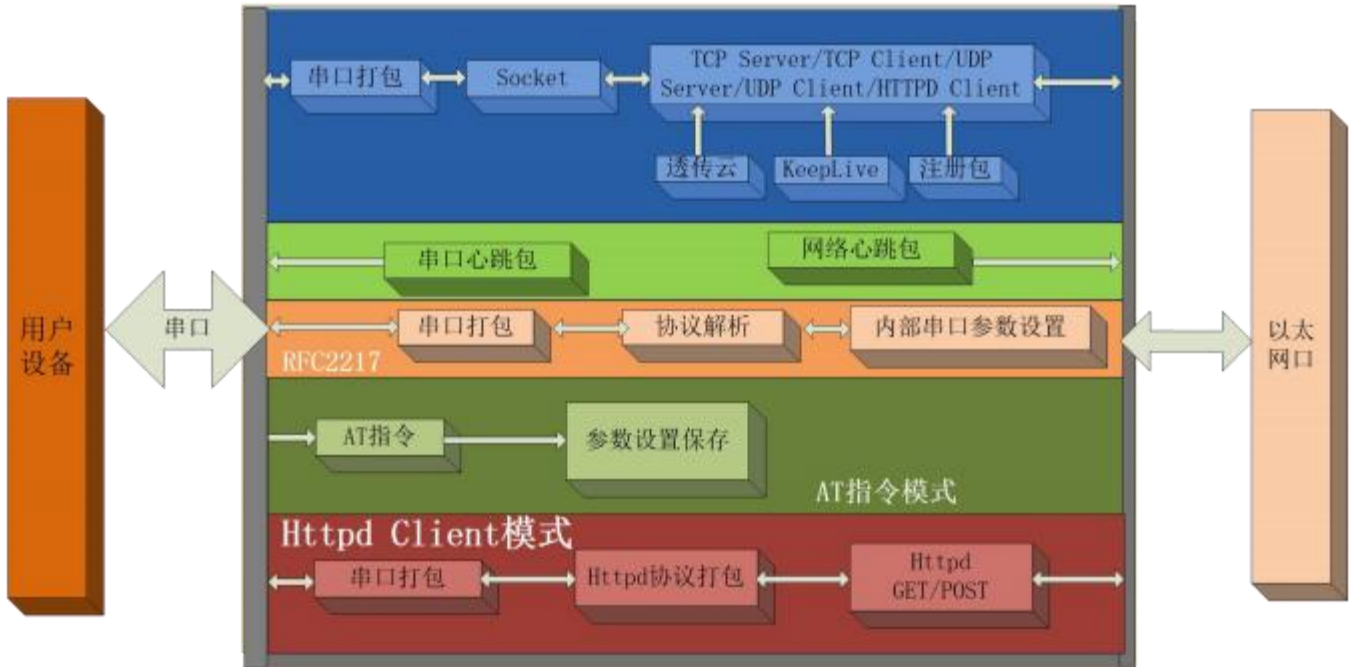 串口打包
Socket
TCP Server/TCP Client/UDP
Server/UDP Client/HTTPD Client
透传云
KeepLive
注册包
串口心跳包
网络心跳包
用户
设备
串口
串口打包
协议解析
内部串口参数设置
RFC2217
以太
网口
AT指令
参数设置保存
AT指令模式
Httpd Client模式
串口打包
Httpd协议打包
Httpd
GET/POST